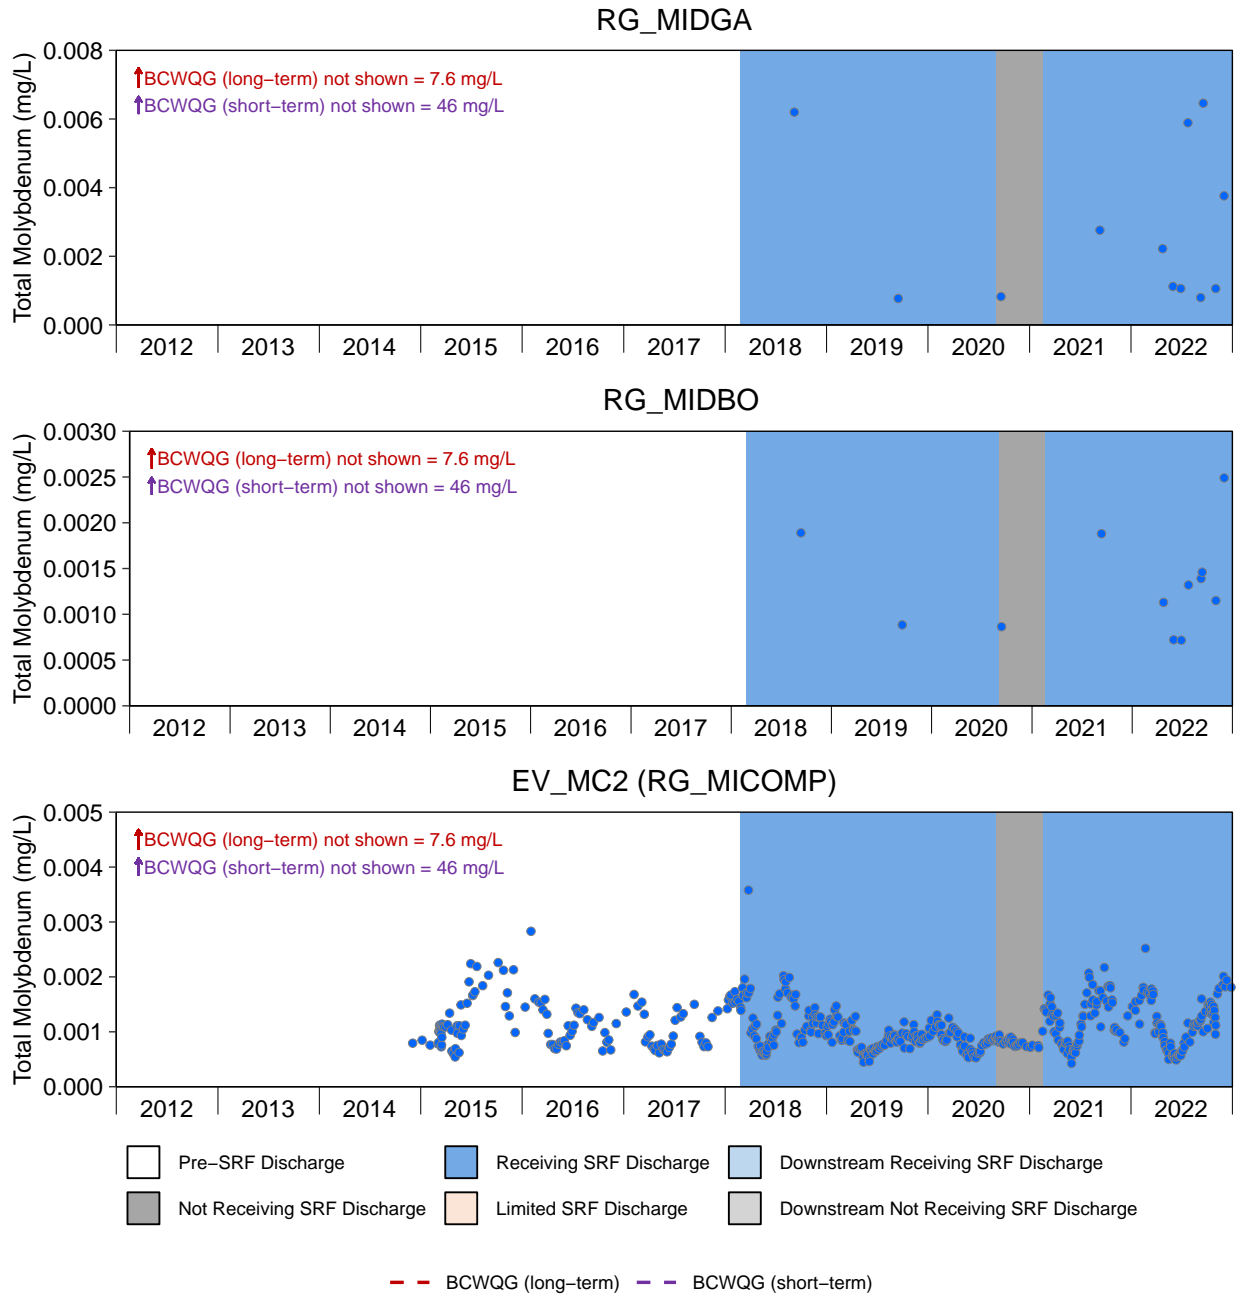 RG_MIDGA
Total Molybdenum (mg/L)
0.008
0.006
0.004
0.002
0.000
↑BCWQG (long−term) not shown = 7.6 mg/L
↑BCWQG (short−term) not shown = 46 mg/L
2012 2013 2014 2015 2016 2017 2018 2019 2020 2021 2022
RG_MIDBO
Total Molybdenum (mg/L)
0.0030
0.0025
0.0020
0.0015
0.0010
0.0005
0.0000
↑BCWQG (long−term) not shown = 7.6 mg/L
↑BCWQG (short−term) not shown = 46 mg/L
2012 2013 2014 2015 2016 2017 2018 2019 2020 2021 2022
EV_MC2 (RG_MICOMP)
Total Molybdenum (mg/L)
0.005
0.004
0.003
0.002
0.001
0.000
↑BCWQG (long−term) not shown = 7.6 mg/L
↑BCWQG (short−term) not shown = 46 mg/L
2012 2013 2014 2015 2016 2017 2018 2019 2020 2021 2022
Pre−SRF Discharge Receiving SRF Discharge Downstream Receiving SRF Discharge
Not Receiving SRF Discharge Limited SRF Discharge Downstream Not Receiving SRF Discharge
BCWQG (long−term) BCWQG (short−term)